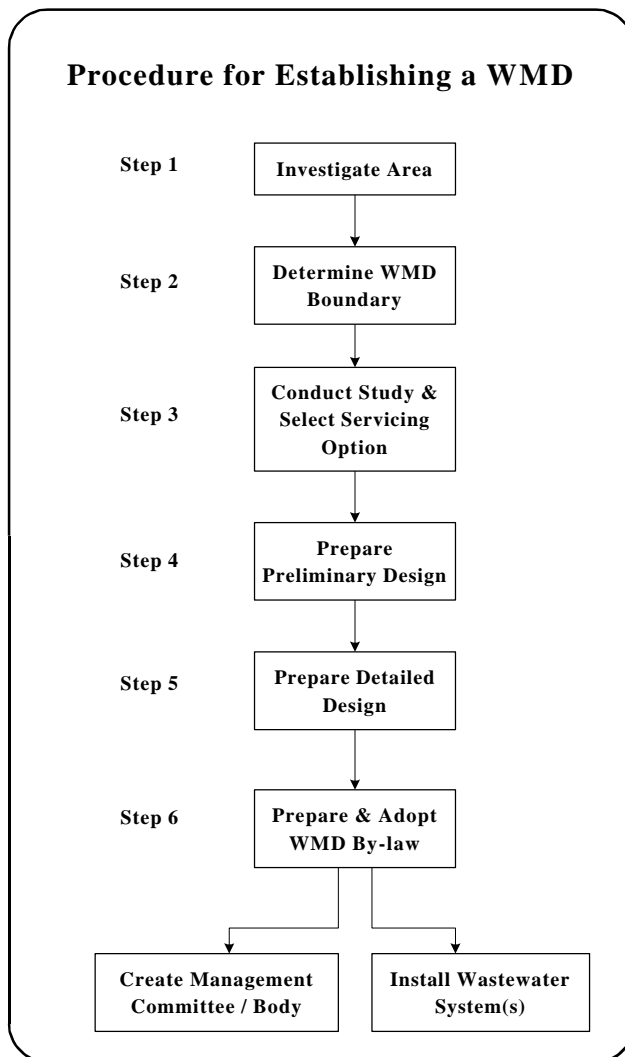 Procedure for Establishing a WMD
Step 1
Investigate Area
Step 2
Determine WMD
Boundary
Step 3
Conduct Study &
Select Servicing
Option
Step 4
Prepare
Preliminary Design
Step 5
Prepare Detailed
Design
Step 6
Prepare & Adopt
WMD By-law
Create Management
Committee / Body
Install Wastewater
System(s)